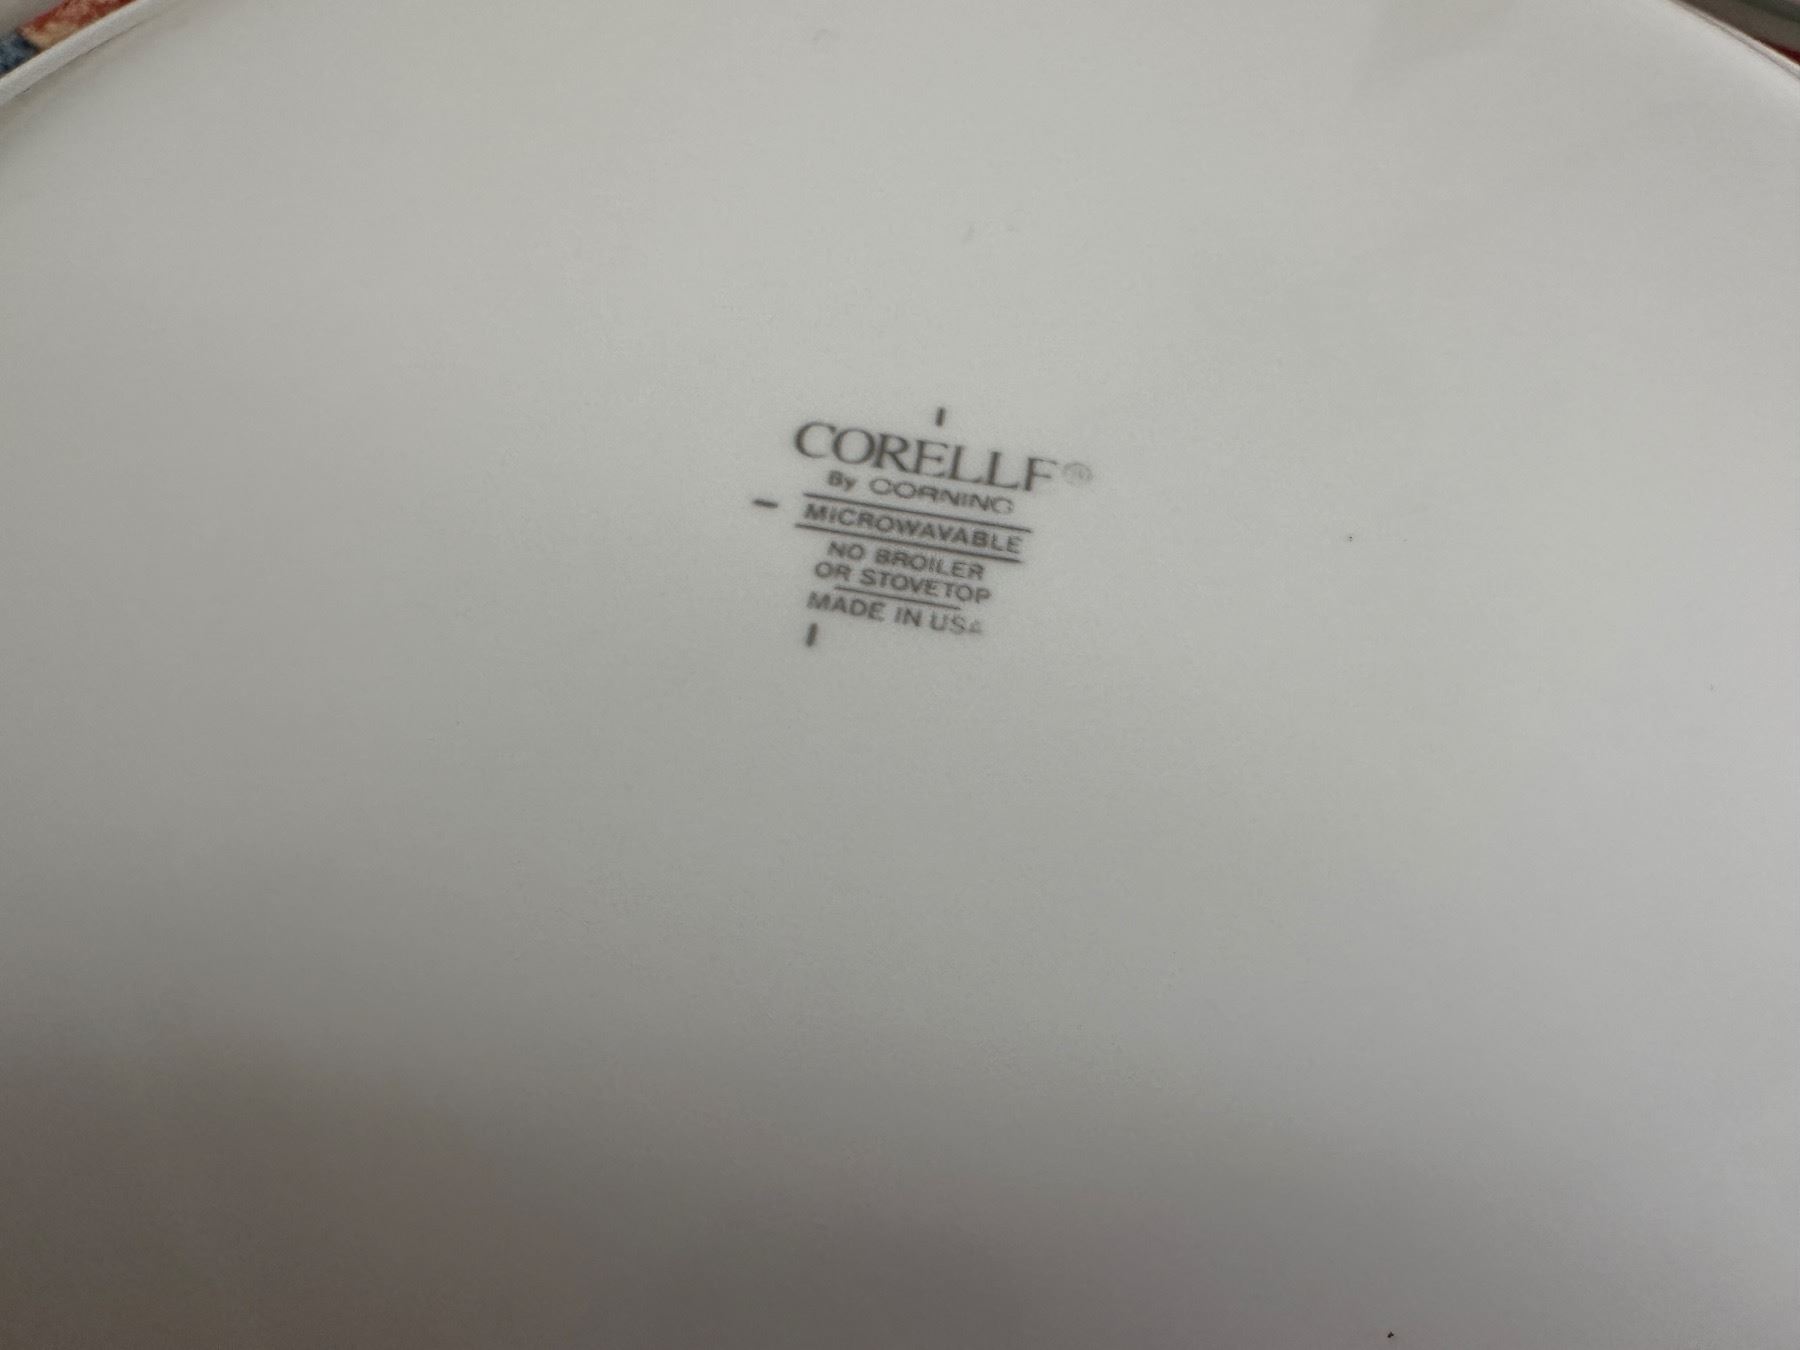 CORELLE®
By CORNING
MICROWAVABLE
NO BROILER
OR STOVETOP
MADE IN USA